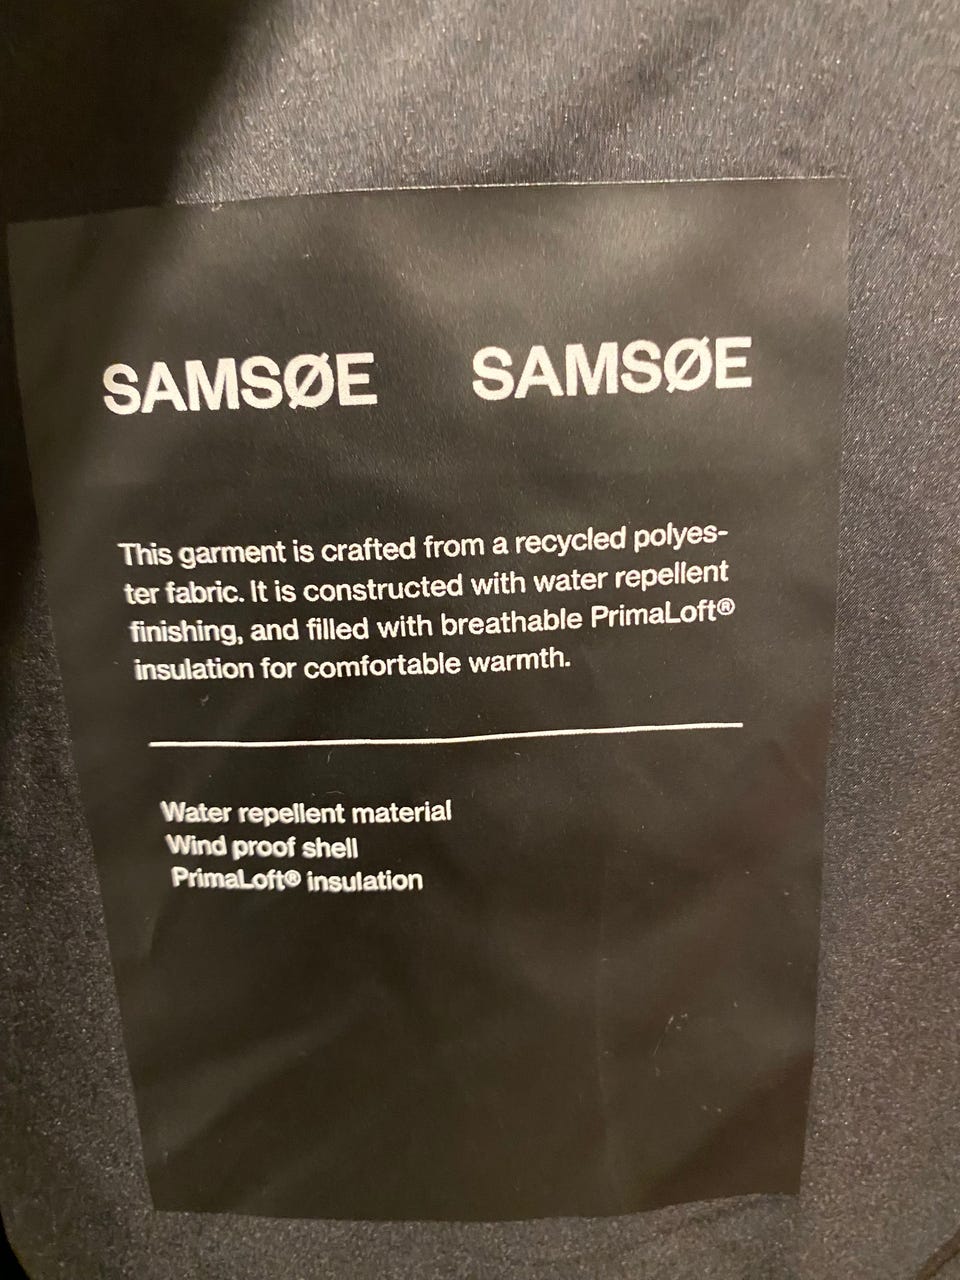 SAMSØE SAMSØE
This garment is crafted from a recycled polyes-
ter fabric. It is constructed with water repellent
finishing, and filled with breathable PrimaLoft®
insulation for comfortable warmth.
Water repellent material
Wind proof shell
PrimaLoft® insulation